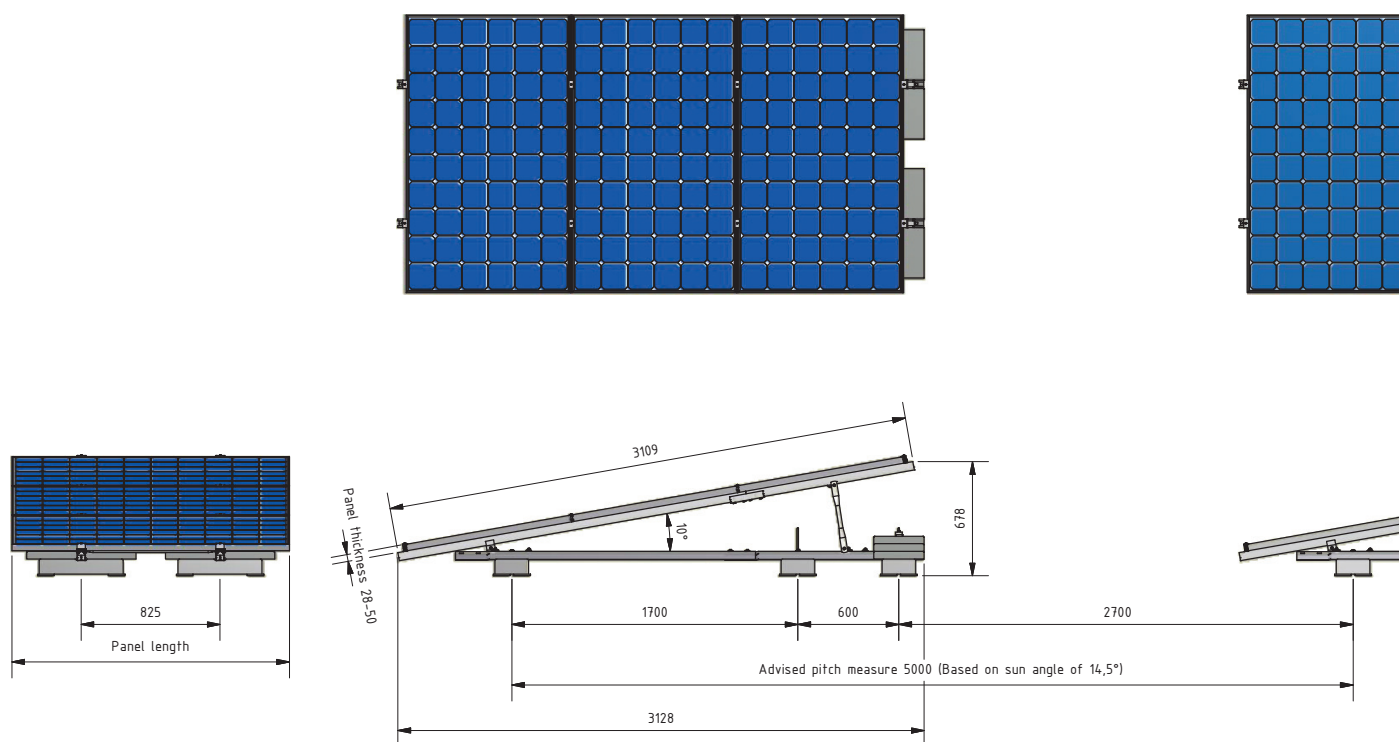 3109
Panel thickness 28-50
10°
678
825
Panel length
1700
600
2700
Advised pitch measure 5000 (Based on sun angle of 14,5°)
3128